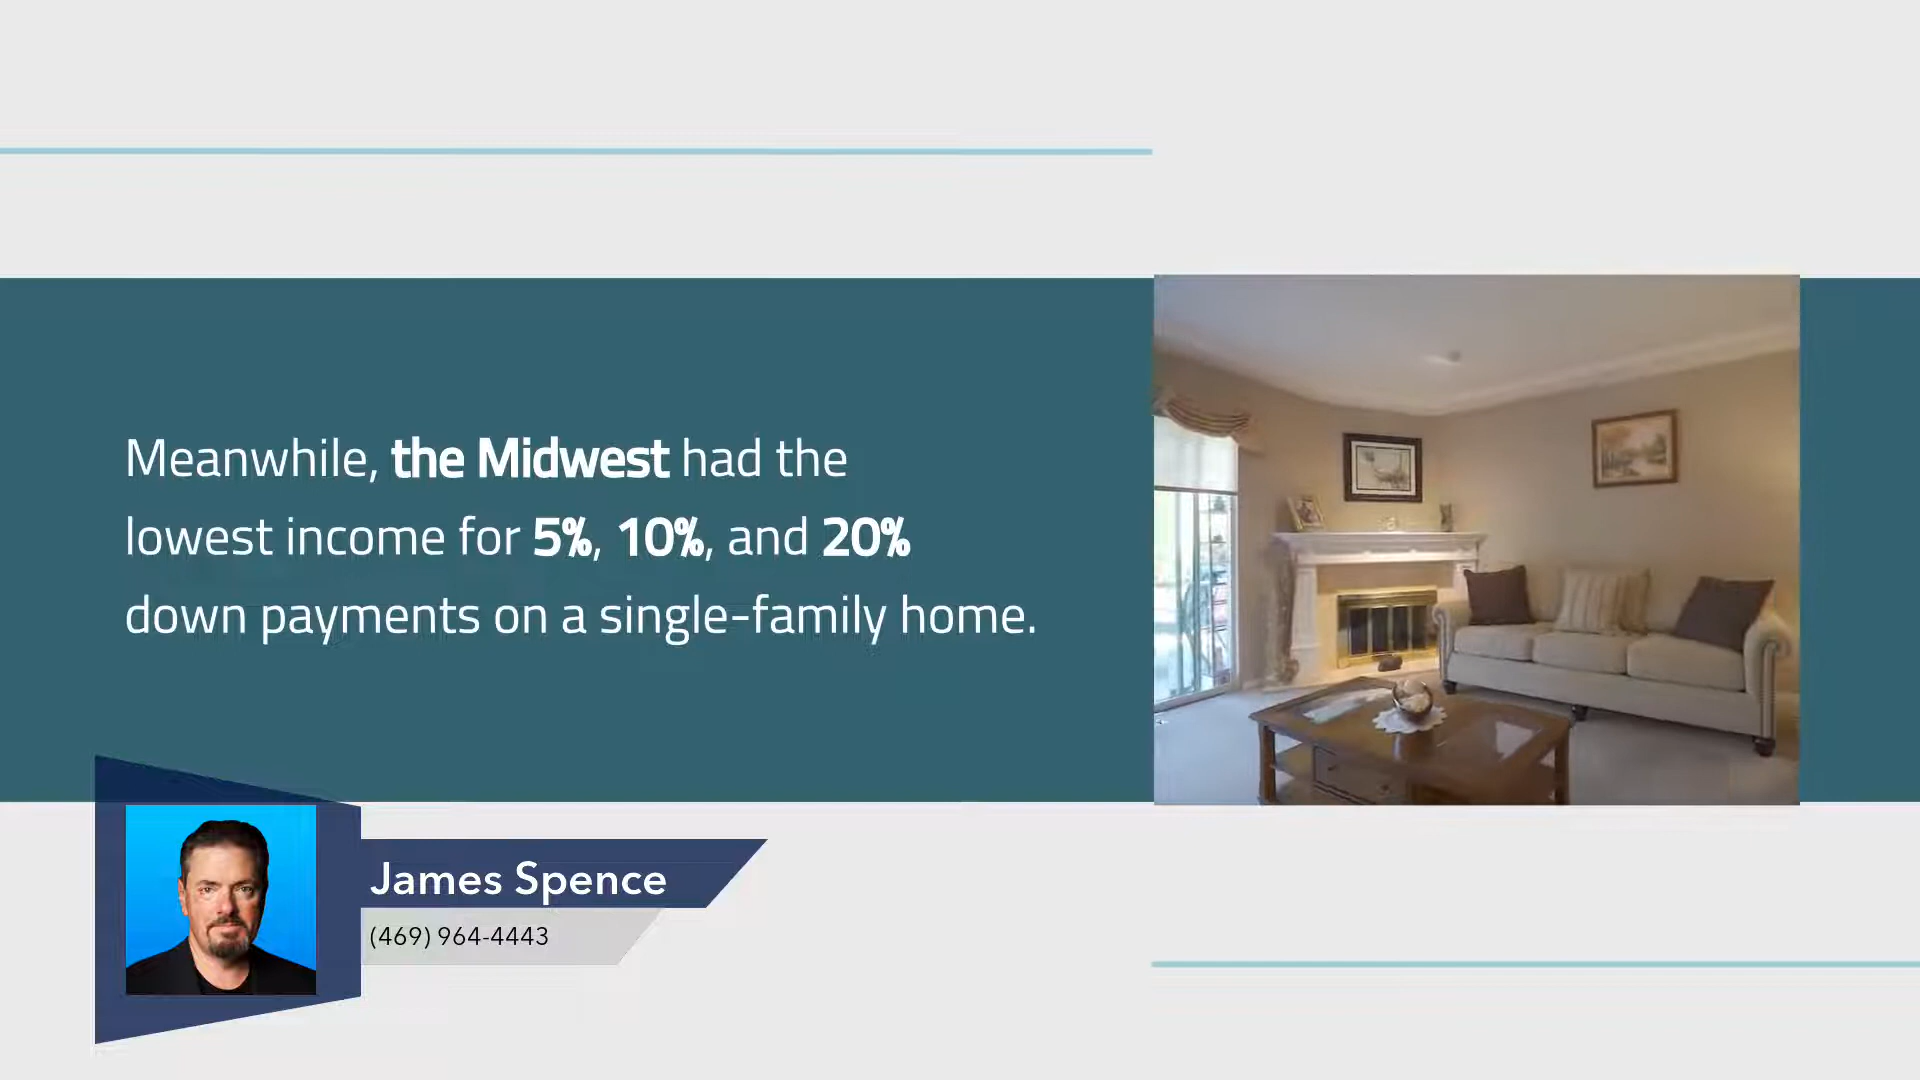 Meanwhile, the Midwest had the
lowest income for 5%, 10%, and 20%
down payments on a single-family home.
James Spence
(469) 964-4443